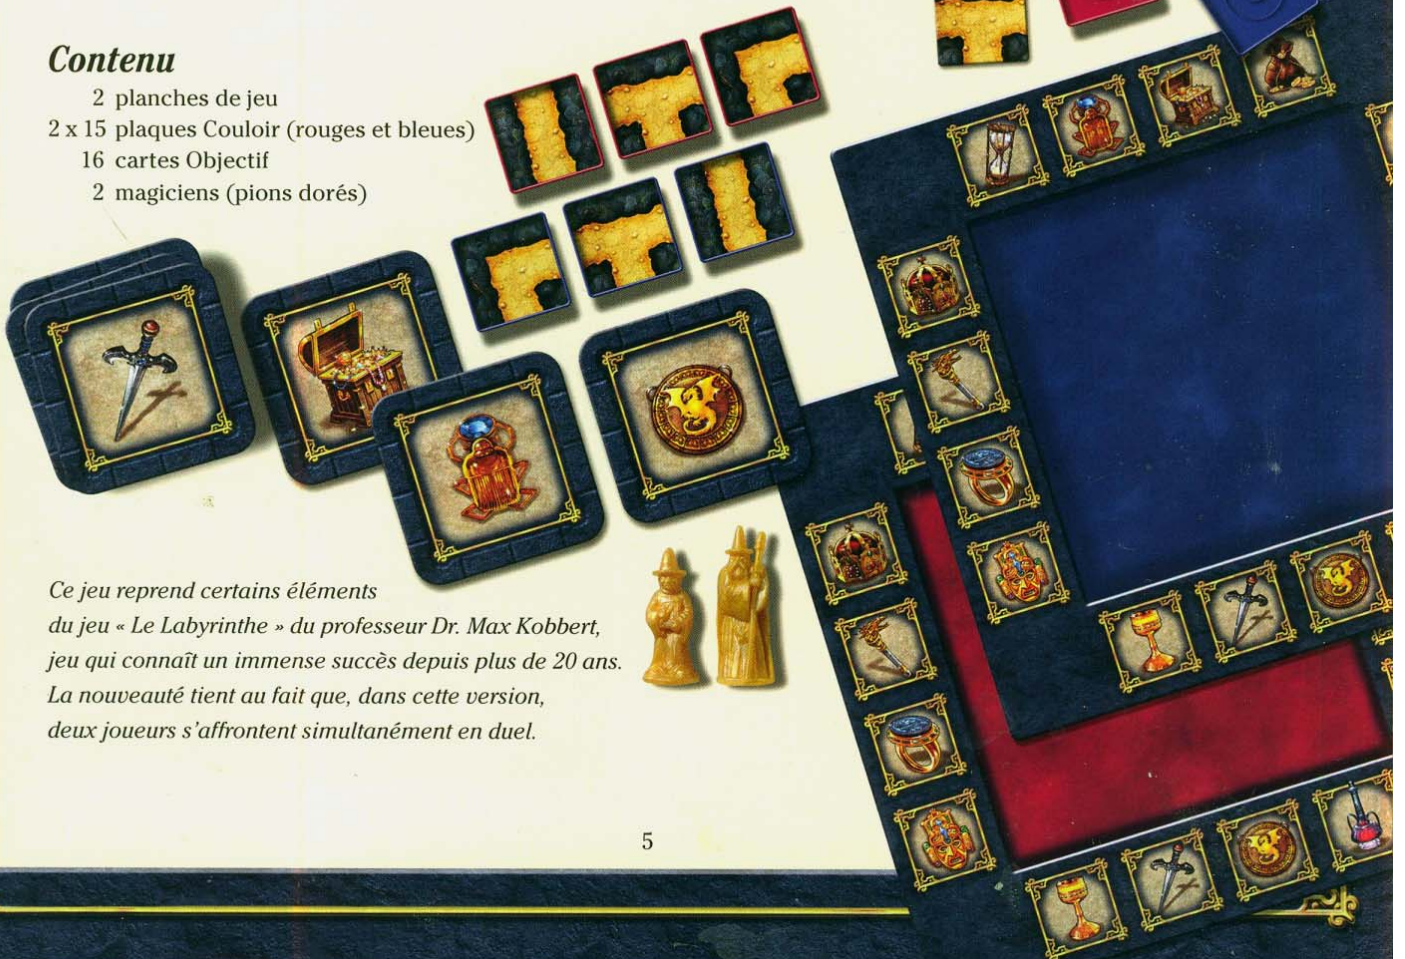 Contenu
2 planches de jeu
2 x 15 plaques Couloir (rouges et bleues)
16 cartes Objectif
2 magiciens (pions dorés)
Ce jeu reprend certains éléments
du jeu « Le Labyrinthe » du professeur Dr. Max Kobbert,
jeu qui connaît un immense succès depuis plus de 20 ans.
La nouveauté tient au fait que, dans cette version,
deux joueurs s'affrontent simultanément en duel.
5